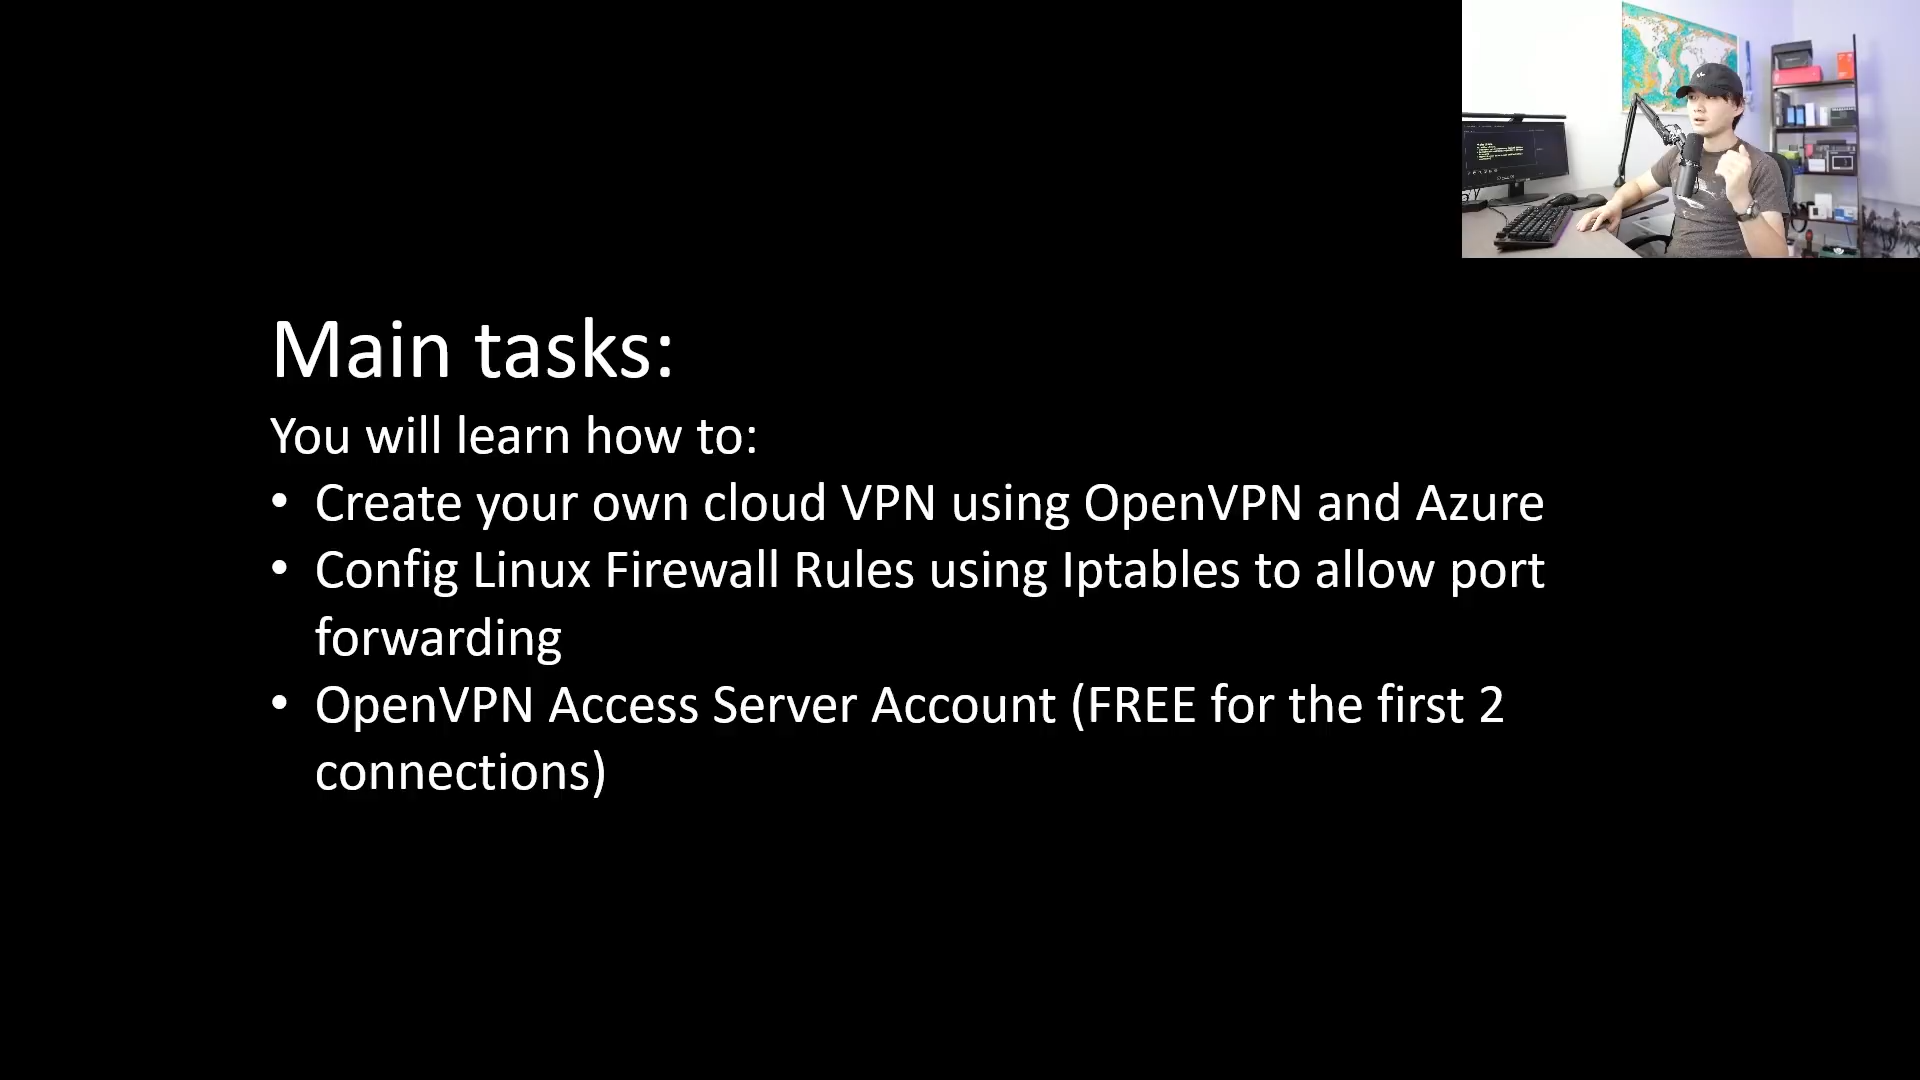 Main tasks:
You will learn how to:
• Create your own cloud VPN using OpenVPN and Azure
• Config Linux Firewall Rules using Iptables to allow port
forwarding
• OpenVPN Access Server Account (FREE for the first 2
connections)